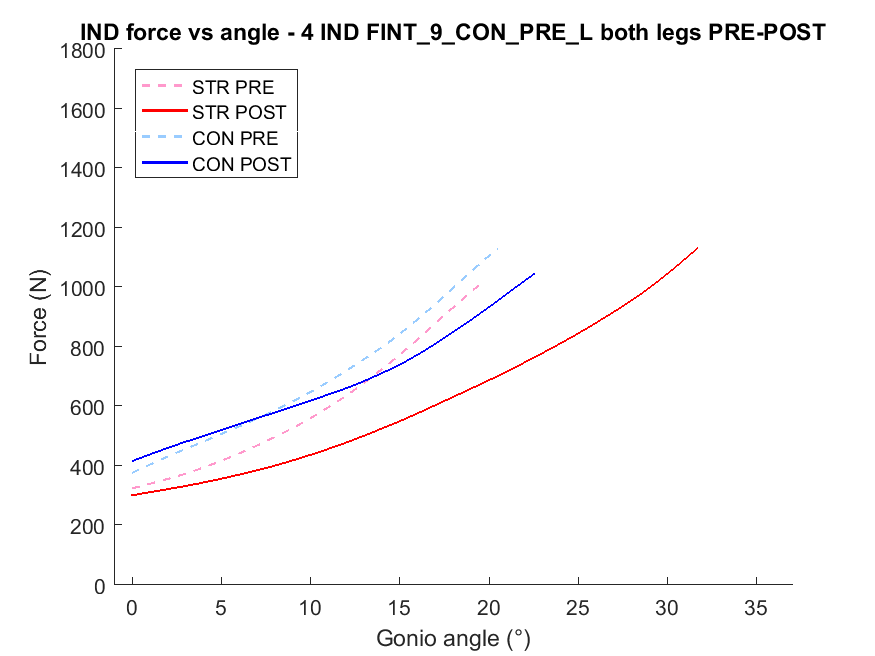 IND force vs angle - 4 IND FINT_9_CON_PRE_L both legs PRE-POST
1800
1800
1400
1200
1000
800
600
400
200
0
STR PRE
STR POST
CON PRE
CON POST
Force (N)
0 5 10 15 20 25 30 35
Gonio angle (°)